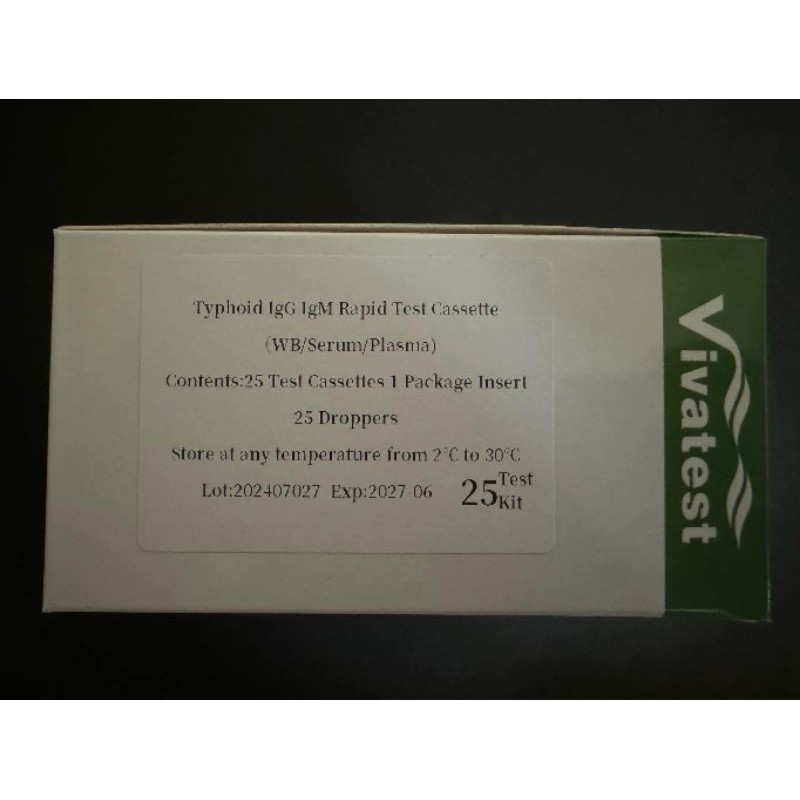 Typhoid IgG IgM Rapid Test Cassette
(WB/Serum/Plasma)
Contents:25 Test Cassettes 1 Package Insert
25 Droppers
Store at any temperature from 2°C to 30°C
Lot:202407027 Exp:2027-06
25 Test Kit
Vivatest